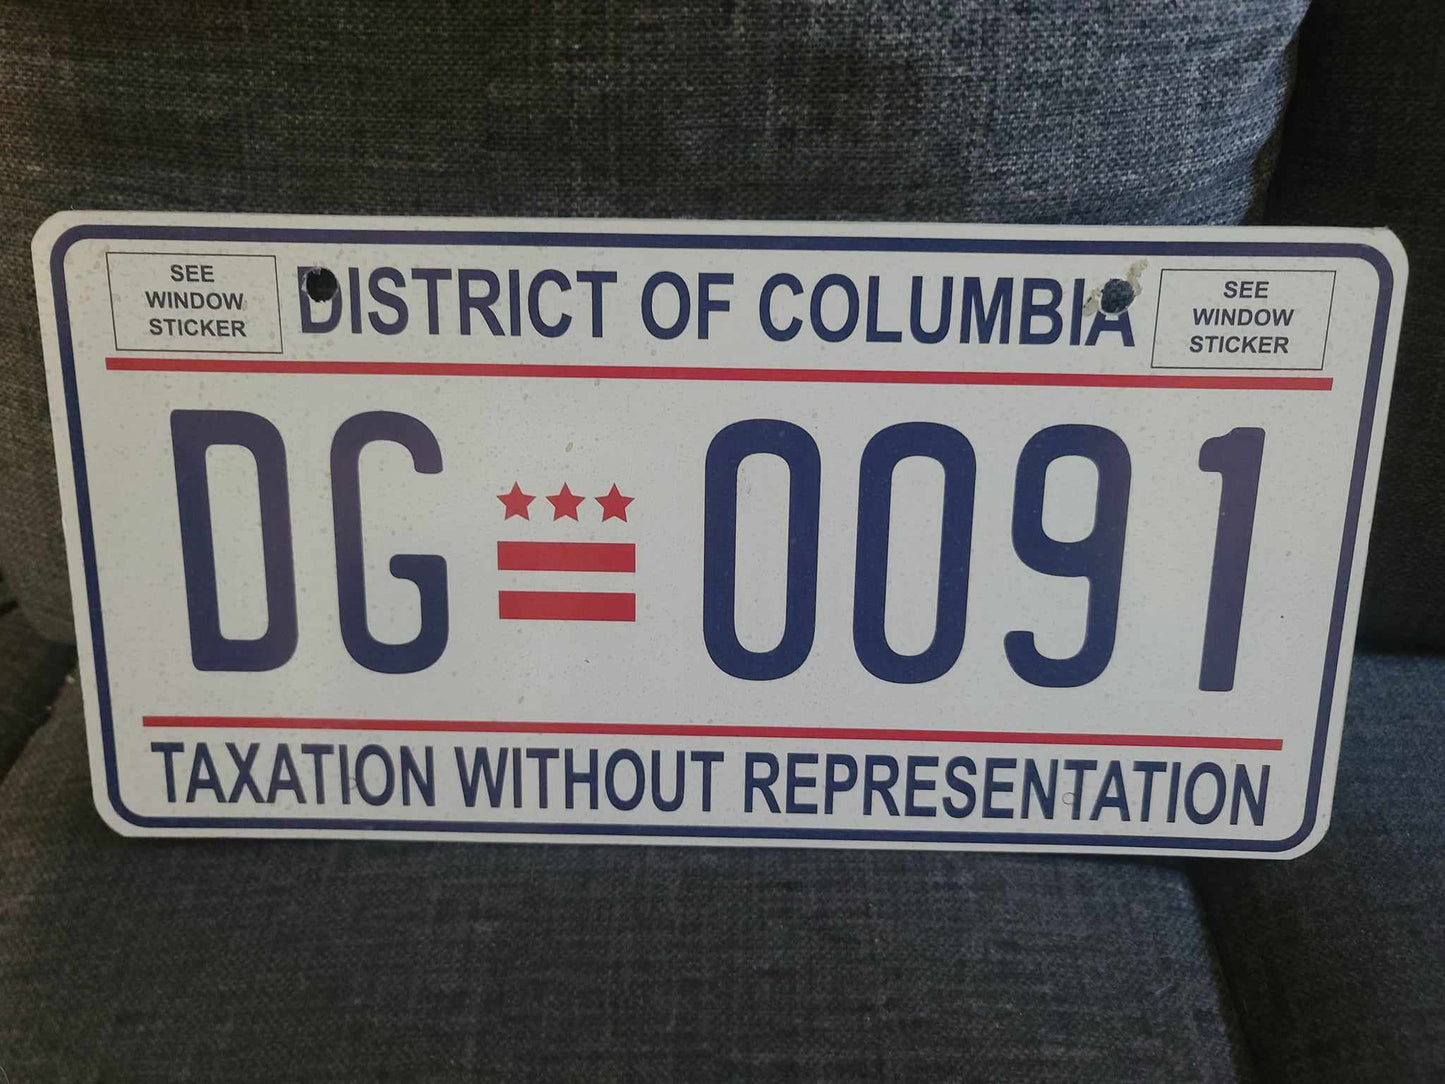 SEE
WINDOW
STICKER
DISTRICT OF COLUMBIA
SEE
WINDOW
STICKER
DG 0091
TAXATION WITHOUT REPRESENTATION